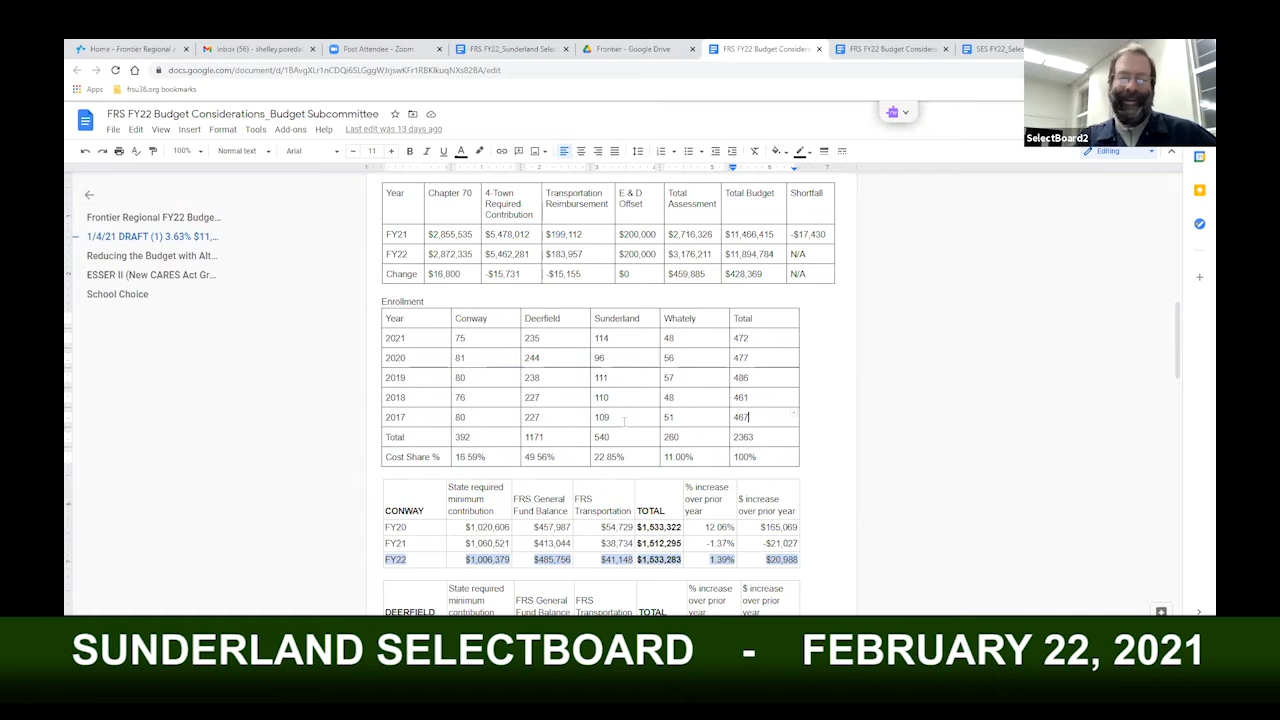 Home - Frontier Regional / × Inbox (56) - shelley.poreda × Post Attendee - Zoom × FRS FY22_Sunderland Sele × Frontier - Google Drive × FRS FY22 Budget Considera × FRS FY22 Budget Consider × SES FY22_Sele
docs.google.com/document/d/
Apps frsu38.org bookmarks
FRS FY22 Budget Considerations_Budget Subcommittee
File Edit View Insert Format Tools Add-ons Help Last edit was 13 days ago
SelectBoard2
100% Normal text Arial 11 Editing
Frontier Regional FY22 Budge...
1/4/21 DRAFT (1) 3.63% $11,...
Reducing the Budget with Alt...
ESSER II (New CARES Act Gr...
School Choice
Year Chapter 70 4-Town Required Contribution Transportation Reimbursement E & D Offset Total Assessment Total Budget Shortfall
FY21 $2,855,535 $5,478,012 $199,112 $200,000 $2,716,326 $11,466,415 -$17,430
FY22 $2,872,335 $5,462,281 $183,957 $200,000 $3,176,211 $11,894,784 N/A
Change $16,800 -$15,731 -$15,155 $0 $459,885 $428,369 N/A
Enrollment
Year Conway Deerfield Sunderland Whately Total
2021 75 235 114 48 472
2020 81 244 96 56 477
2019 80 238 111 57 486
2018 76 227 110 48 461
2017 80 227 109 51 467
Total 392 1171 540 260 2363
Cost Share % 16.59% 49.56% 22.85% 11.00% 100%
CONWAY State required minimum contribution FRS General Fund Balance FRS Transportation TOTAL % increase over prior year $ increase over prior year
FY20 $1,020,606 $457,987 $54,729 $1,533,322 12.06% $165,069
FY21 $1,060,521 $413,044 $38,734 $1,512,295 -1.37% -$21,027
FY22 $1,006,379 $485,756 $41,148 $1,533,283 1.39% $20,988
DEERFIELD State required minimum contribution FRS General Fund Balance FRS Transportation TOTAL % increase over prior year $ increase over prior year
SUNDERLAND SELECTBOARD - FEBRUARY 22, 2021